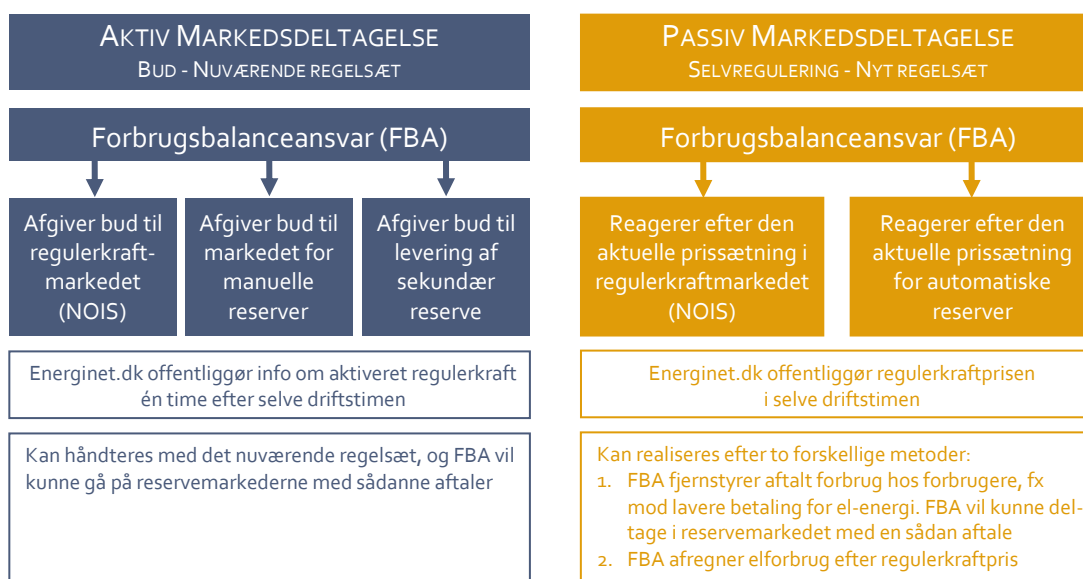 AKTIV MARKEDSDELTAGELSE
BUD - NUVÆRENDE REGELSÆT
Forbrugsbalanceansvar (FBA)
Afgiver bud til
regulerkraft-
markedet
(NOIS)
Afgiver bud til
markedet for
manuelle
reserver
Afgiver bud til
levering af
sekundær
reserve
Energinet.dk offentliggør info om aktiveret regulerkraft
én time efter selve driftstimen
Kan håndteres med det nuværende regelsæt, og FBA vil
kunne gå på reservemarkederne med sådanne aftaler
PASSIV MARKEDSDELTAGELSE
SELVREGULERING - NYT REGELSÆT
Forbrugsbalanceansvar (FBA)
Reagerer efter den
aktuelle prissætning i
regulerkraftmarkedet
(NOIS)
Reagerer efter den
aktuelle prissætning
for automatiske
reserver
Energinet.dk offentliggør regulerkraftprisen
i selve driftstimen
Kan realiseres efter to forskellige metoder:
1. FBA fjernstyrer aftalt forbrug hos forbrugere, fx
mod lavere betaling for el-energi. FBA vil kunne del-
tage i reservemarkedet med en sådan aftale
2. FBA afregner elforbrug efter regulerkraftpris